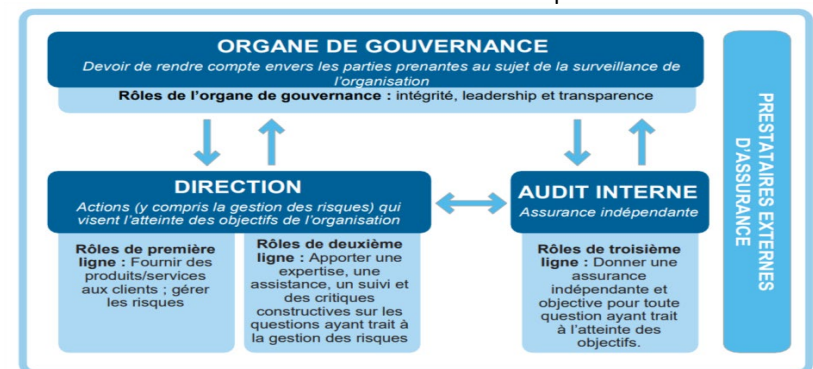 ORGANE DE GOUVERNANCE
Devoir de rendre compte envers les parties prenantes au sujet de la surveillance de
l'organisation
Rôles de l'organe de gouvernance : intégrité, leadership et transparence
DIRECTION
Actions (y compris la gestion des risques) qui
visent l'atteinte des objectifs de l'organisation
Rôles de première
ligne : Fournir des
produits/services
aux clients ; gérer
les risques
Rôles de deuxième
ligne : Apporter une
expertise, une
assistance, un suivi et
des critiques
constructives sur les
questions ayant trait à
la gestion des risques
AUDIT INTERNE
Assurance indépendante
Rôles de troisième
ligne : Donner une
assurance
indépendante et
objective pour toute
question ayant trait
à l'atteinte des
objectifs.
PRESTATAIRES EXTERNES
D'ASSURANCE